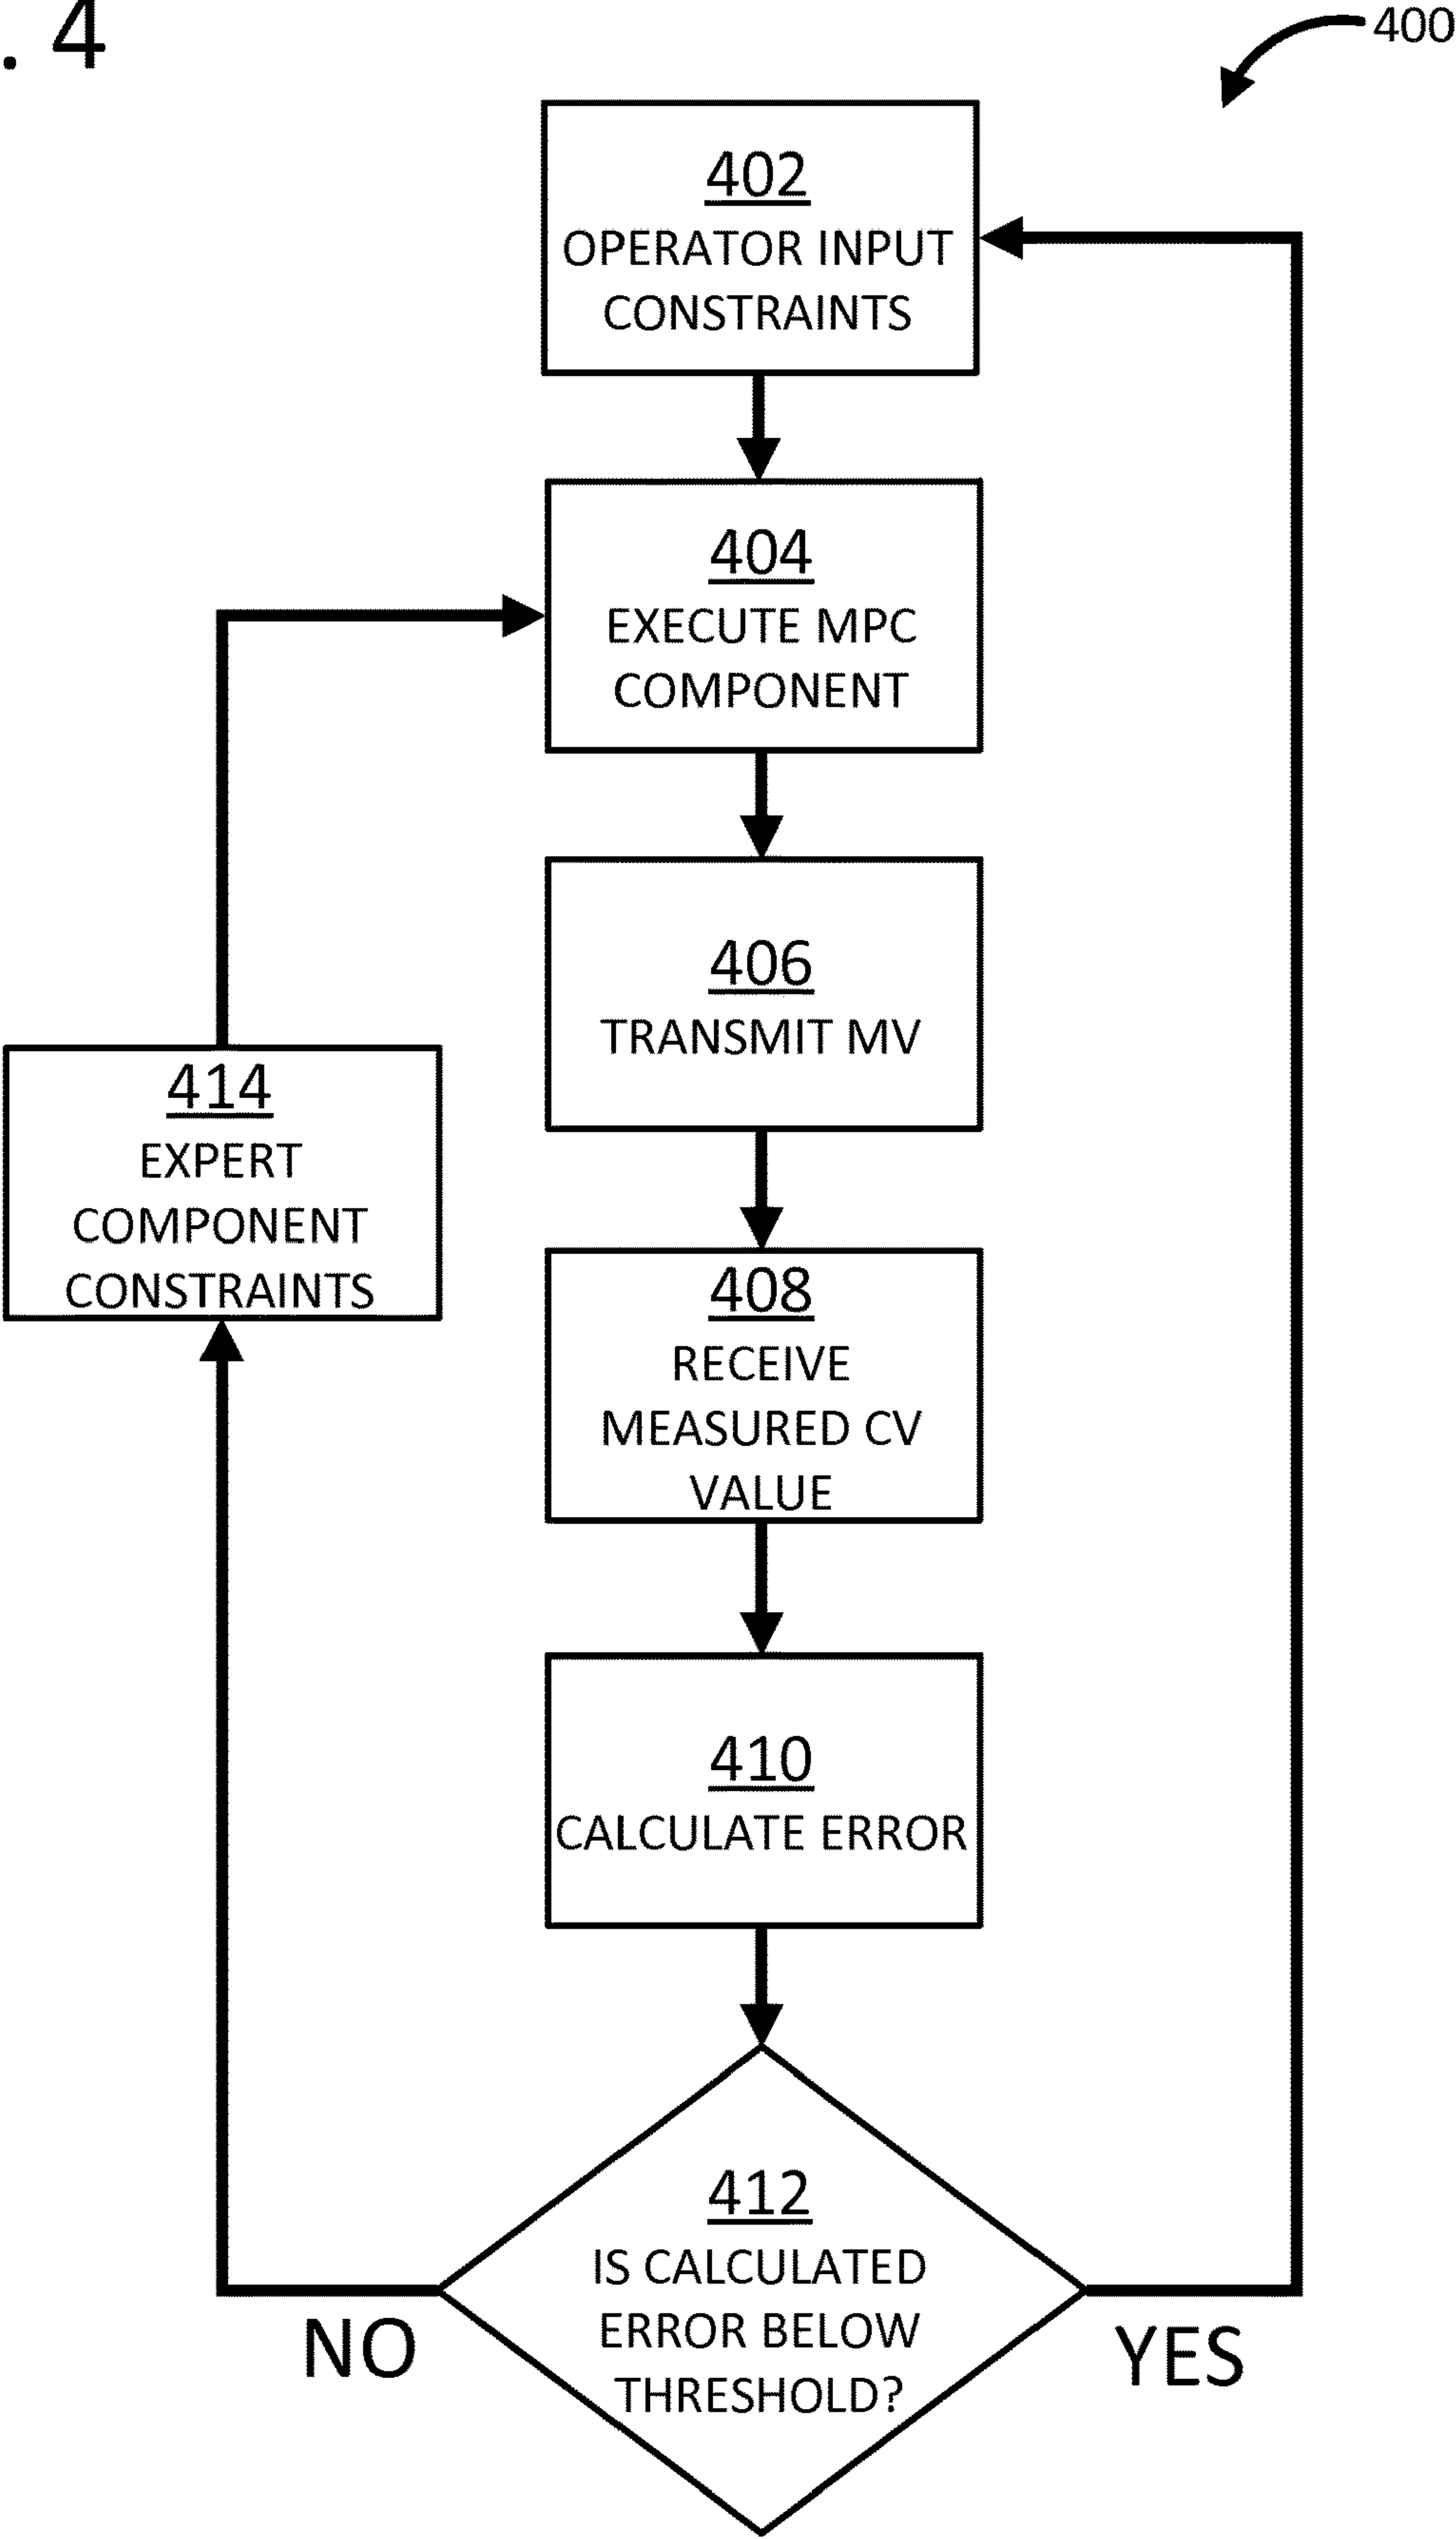 . 4
400
402
OPERATOR INPUT
CONSTRAINTS
404
EXECUTE MPC
COMPONENT
406
TRANSMIT MV
414
EXPERT
COMPONENT
CONSTRAINTS
408
RECEIVE
MEASURED CV
VALUE
410
CALCULATE ERROR
412
IS CALCULATED
ERROR BELOW
THRESHOLD?
NO
YES